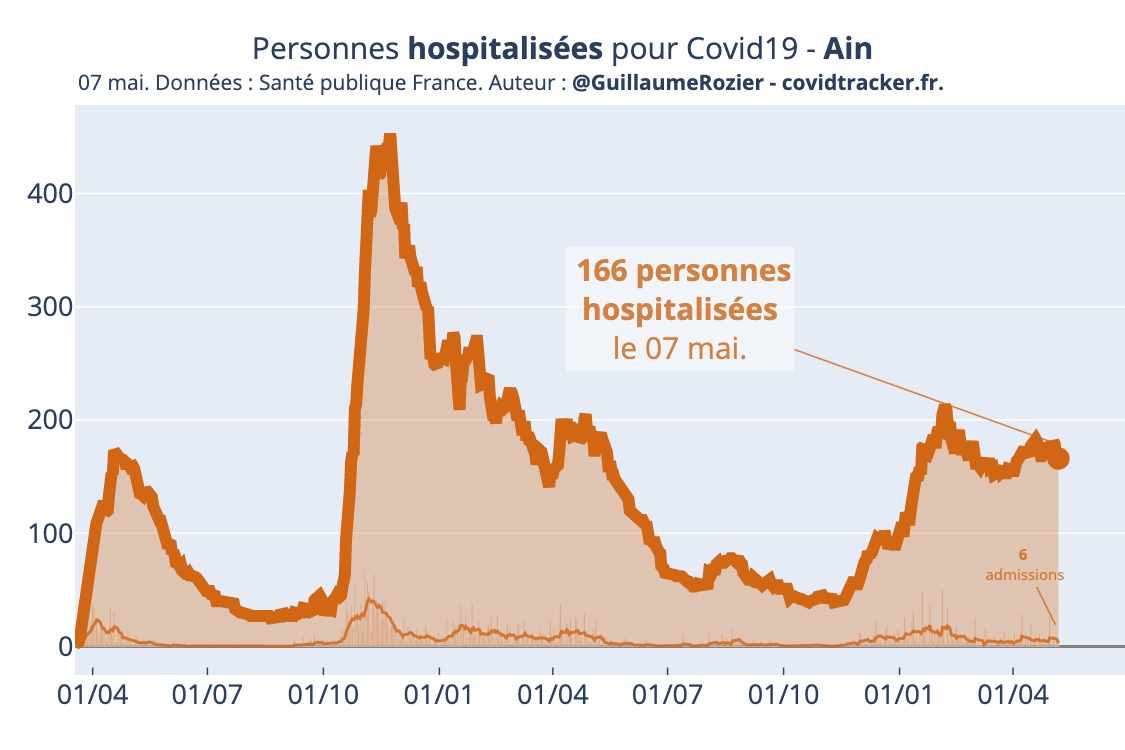 Personnes hospitalisées pour Covid19 - Ain
07 mai. Données : Santé publique France. Auteur : @GuillaumeRozier - covidtracker.fr.
400
300
200
100
0
166 personnes
hospitalisées
le 07 mai.
6
admissions
01/04 01/07 01/10 01/01 01/04 01/07 01/10 01/01 01/04